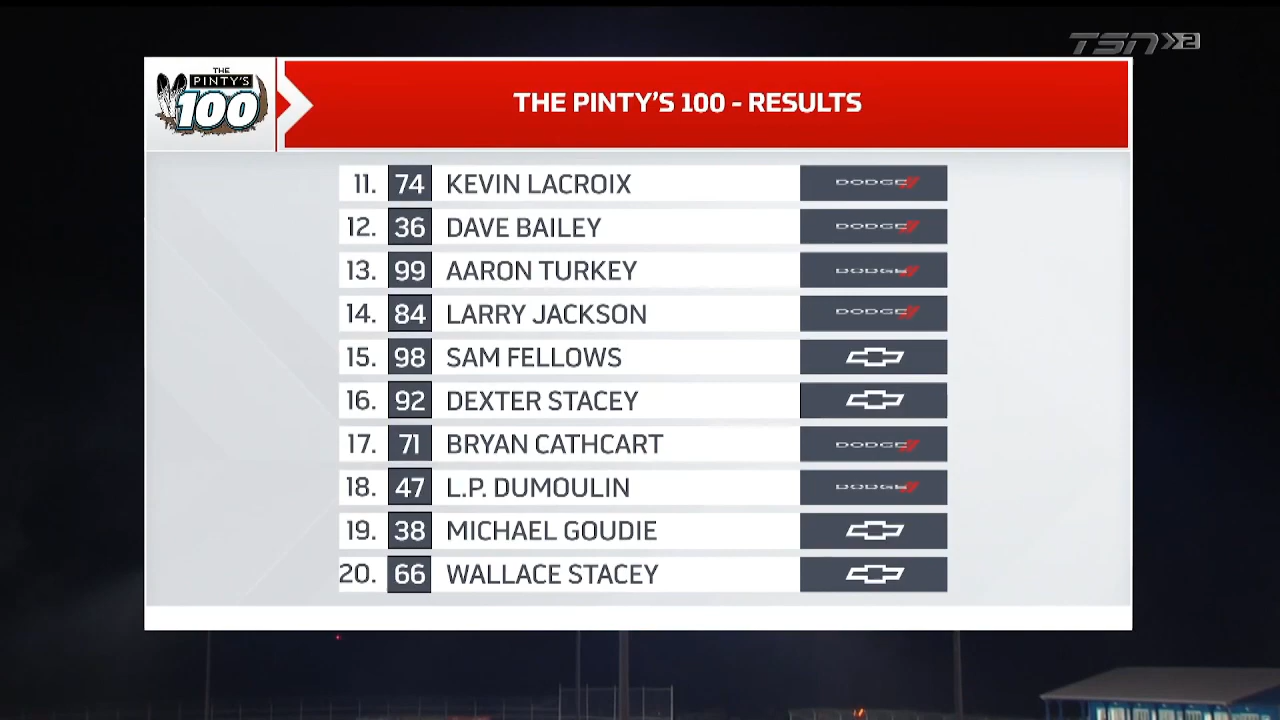 TSN 2
THE
PINTY'S
100
THE PINTY'S 100 - RESULTS
11. 74 KEVIN LACROIX DODGE
12. 36 DAVE BAILEY DODGE
13. 99 AARON TURKEY DODGE
14. 84 LARRY JACKSON DODGE
15. 98 SAM FELLOWS
16. 92 DEXTER STACEY
17. 71 BRYAN CATHCART DODGE
18. 47 L.P. DUMOULIN DODGE
19. 38 MICHAEL GOUDIE
20. 66 WALLACE STACEY